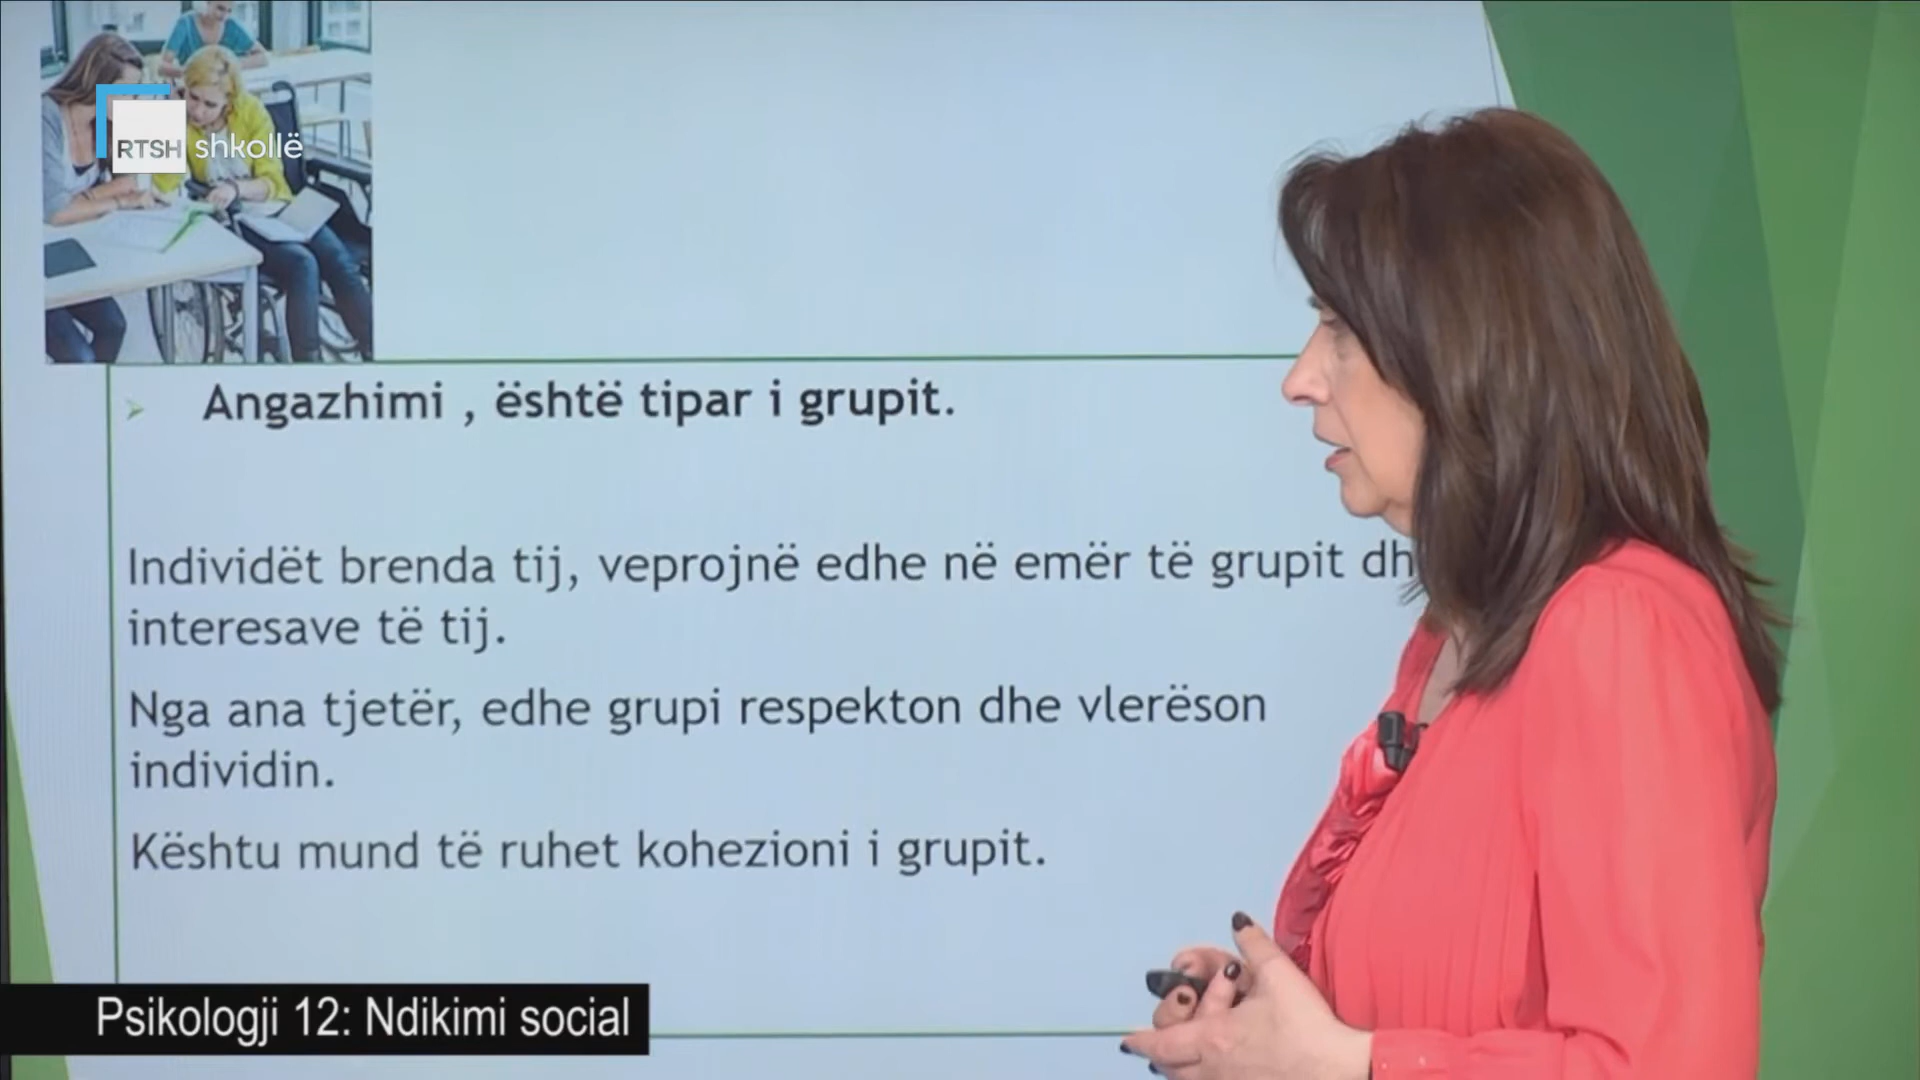 RTSH shkollë
Angazhimi , është tipar i grupit.
Individët brenda tij, veprojnë edhe në emër të grupit
interesave të tij.
Nga ana tjetër, edhe grupi respekton dhe vlerëson
individin.
Kështu mund të ruhet kohezioni i grupit.
Psikologji 12: Ndikimi social